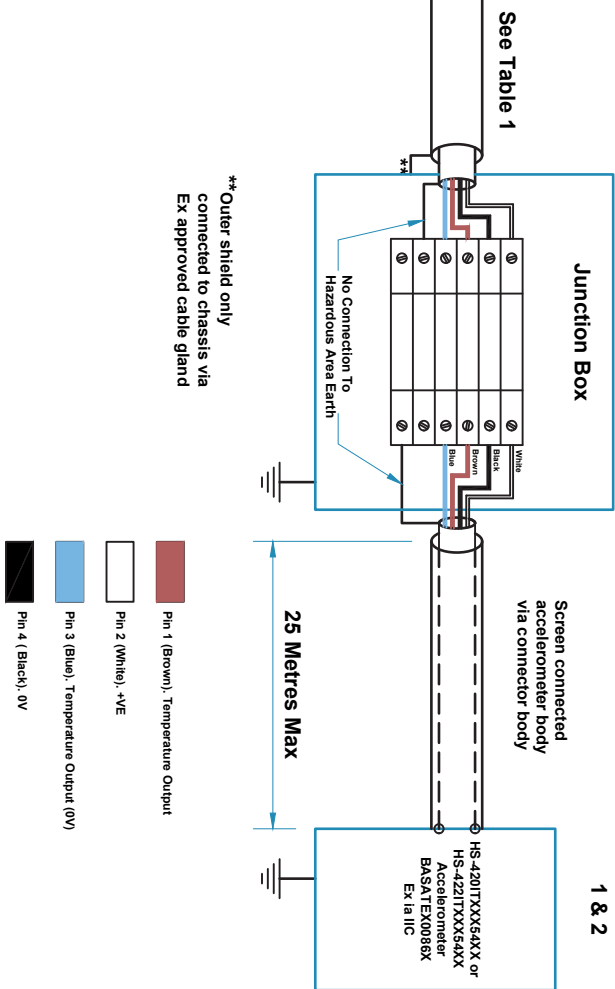 See Table 1
**
Junction Box
**Outer shield only
connected to chassis via
Ex approved cable gland
No Connection To
Hazardous Area Earth
White
Black
Brown
Blue
Screen connected
accelerometer body
via connector body
25 Metres Max
1 & 2
HS-420ITXXX54XX or
HS-422ITXXX54XX
Accelerometer
BASATEX0086X
Ex ia IIC
Pin 1 (Brown). Temperature Output
Pin 2 (White). +VE
Pin 3 (Blue). Temperature Output (0V)
Pin 4 ( Black). 0V